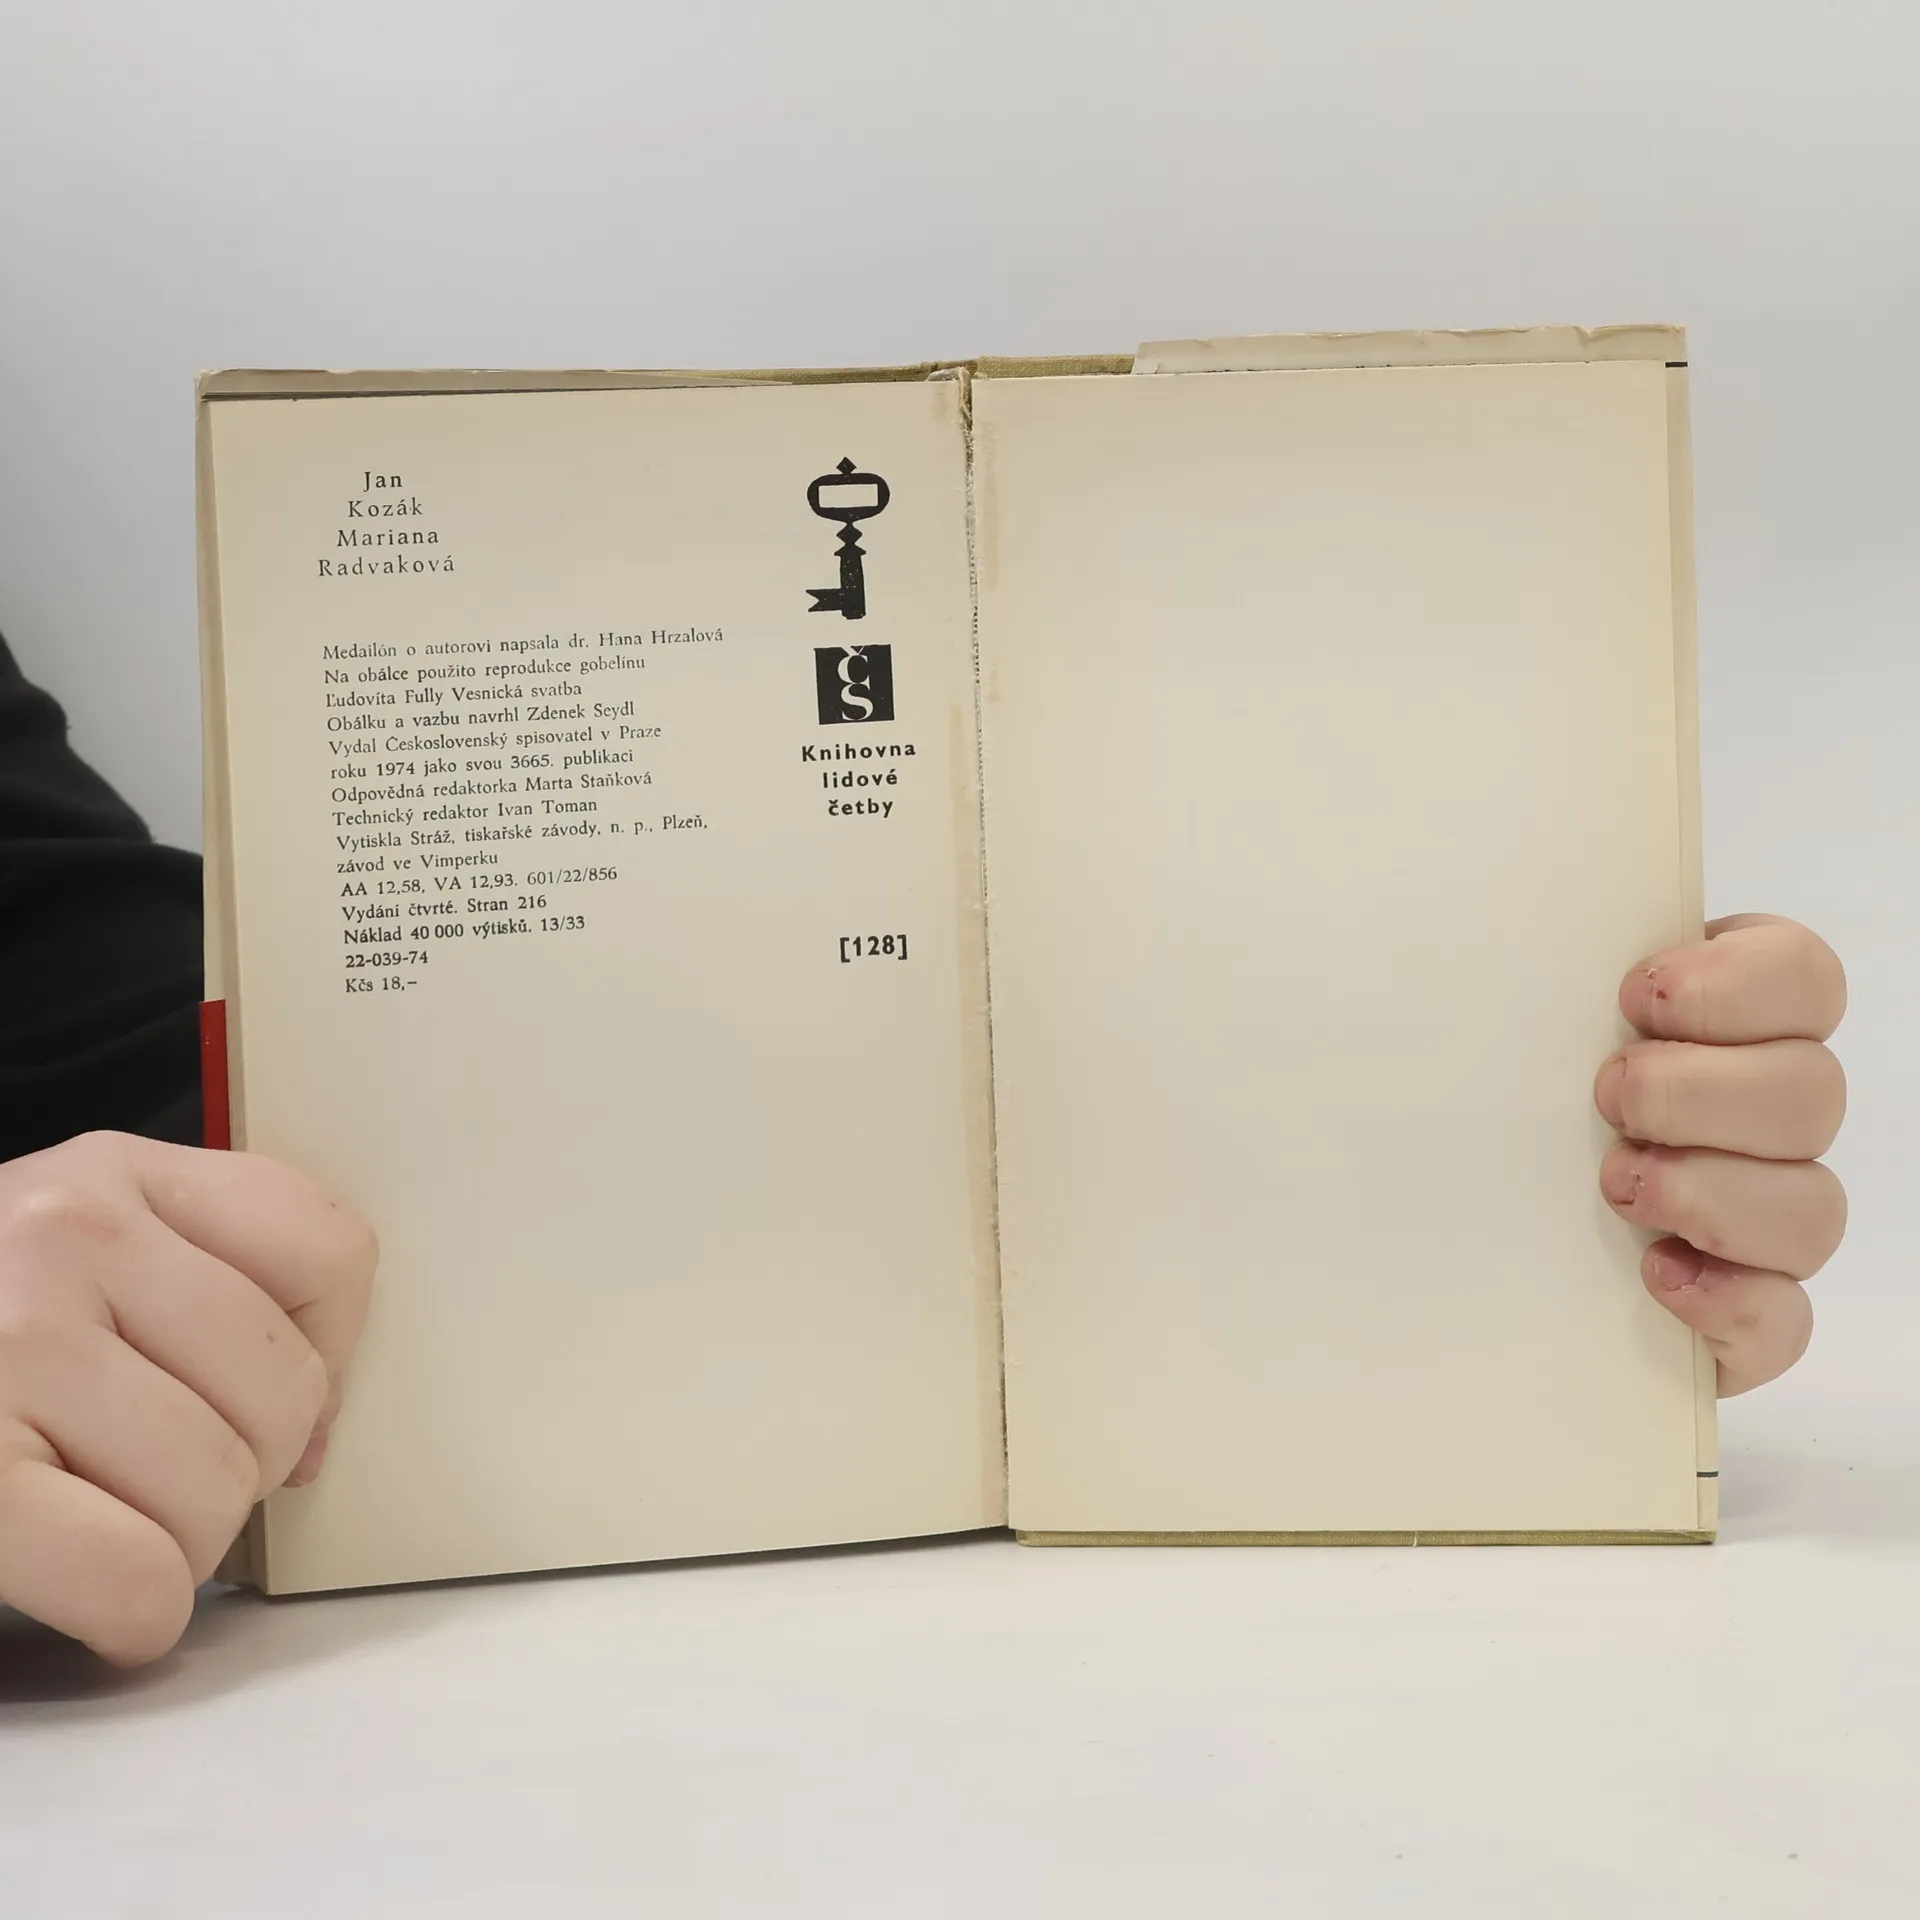 Jan
Kozák
Mariana
Radvaková
Medailón o autorovi napsala dr. Hana Hrzalová
Na obálce použito reprodukce gobelínu
Ľudovíta Fully Vesnická svatba
Obálku a vazbu navrhl Zdenek Seydl
Vydal Československý spisovatel v Praze
roku 1974 jako svou 3665. publikaci
Odpovědná redaktorka Marta Staňková
Technický redaktor Ivan Toman
Vytiskla Stráž, tiskařské závody, n. p., Plzeň,
závod ve Vimperku
AA 12,58, VA 12,93. 601/22/856
Vydání čtvrté. Stran 216
Náklad 40 000 výtisků. 13/33
22-039-74
Kčs 18,–
ČS
Knihovna
lidové
četby
[128]